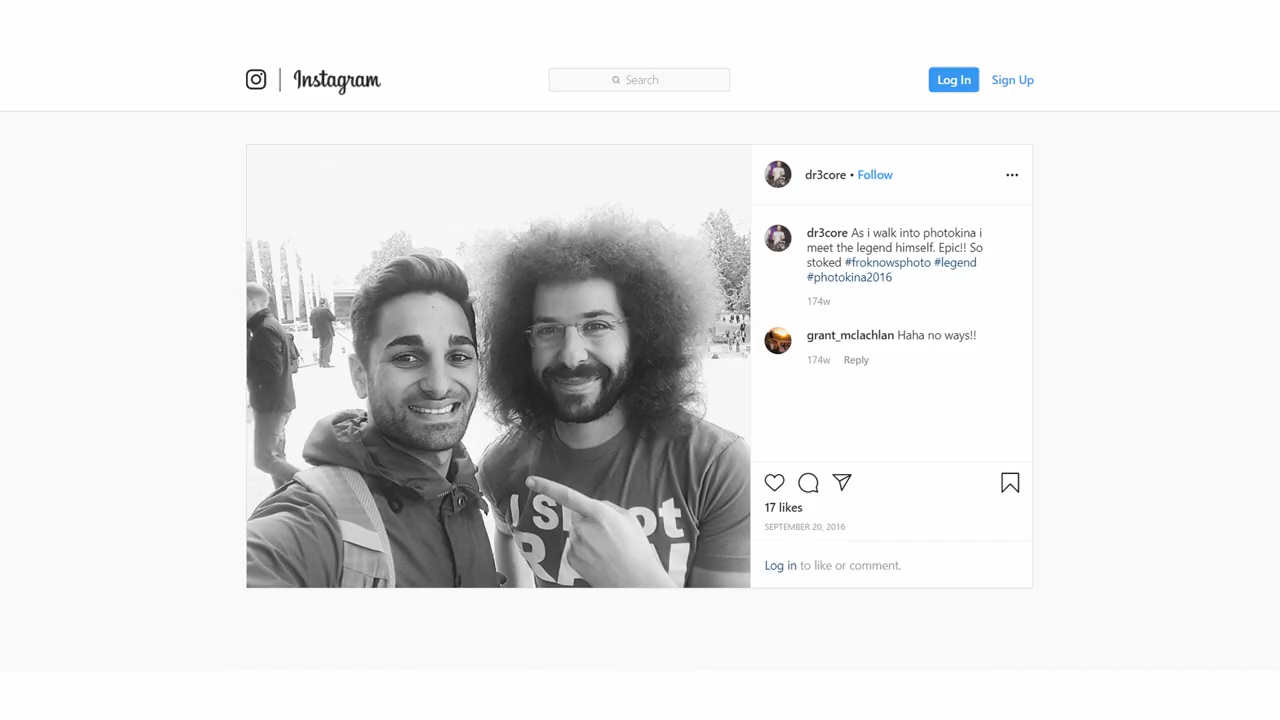 Instagram
Search
Log In
Sign Up
dr3core • Follow
dr3core As i walk into photokina i
meet the legend himself. Epic!! So
stoked #froknowsphoto #legend
#photokina2016
174w
grant_mclachlan Haha no ways!!
174w Reply
I SHOOT
RAW
17 likes
SEPTEMBER 20, 2016
Log in to like or comment.